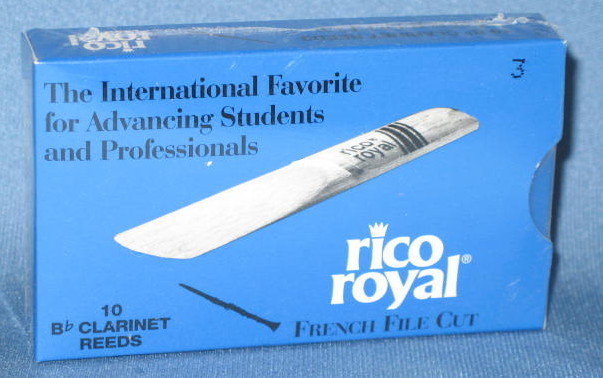 rico
ROYAL
3
The International Favorite
for Advancing Students
and Professionals
rico
royal
rico
royal®
10
B♭ CLARINET
REEDS
FRENCH FILE CUT